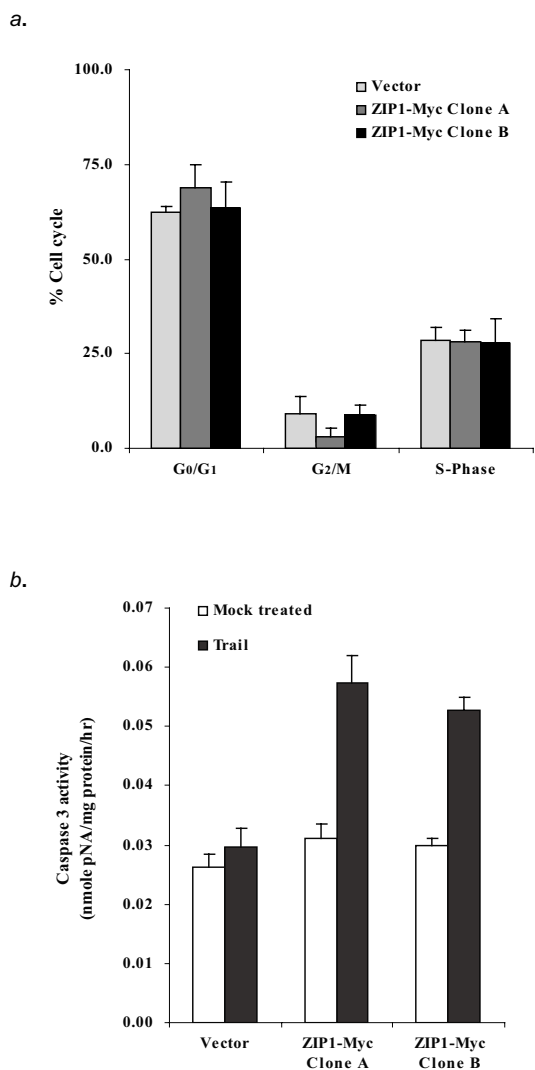 a.
100.0
75.0
50.0
25.0
0.0
% Cell cycle
Vector
ZIP1-Myc Clone A
ZIP1-Myc Clone B
G0/G1
G2/M
S-Phase
b.
0.07
0.06
0.05
0.04
0.03
0.02
0.01
0.00
Caspase 3 activity
(nmole pNA/mg protein/hr)
Mock treated
Trail
Vector
ZIP1-Myc
Clone A
ZIP1-Myc
Clone B